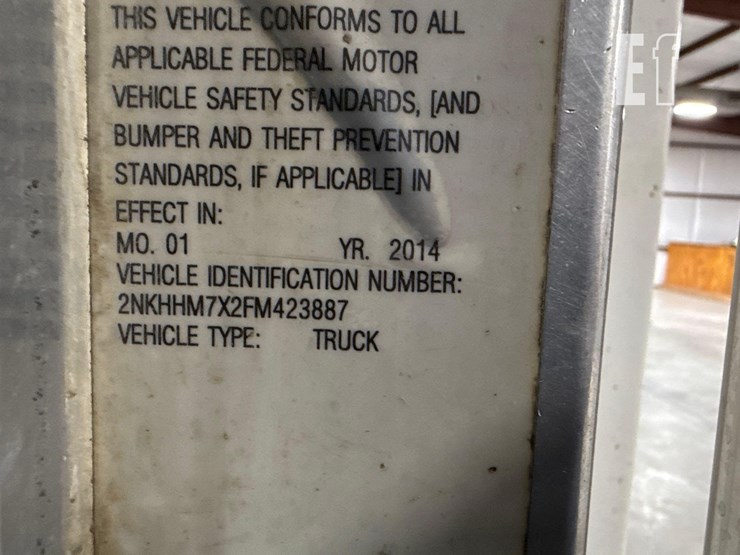 Ef
THIS VEHICLE CONFORMS TO ALL
APPLICABLE FEDERAL MOTOR
VEHICLE SAFETY STANDARDS, [AND
BUMPER AND THEFT PREVENTION
STANDARDS, IF APPLICABLE] IN
EFFECT IN:
MO. 01 YR. 2014
VEHICLE IDENTIFICATION NUMBER:
2NKHHM7X2FM423887
VEHICLE TYPE: TRUCK